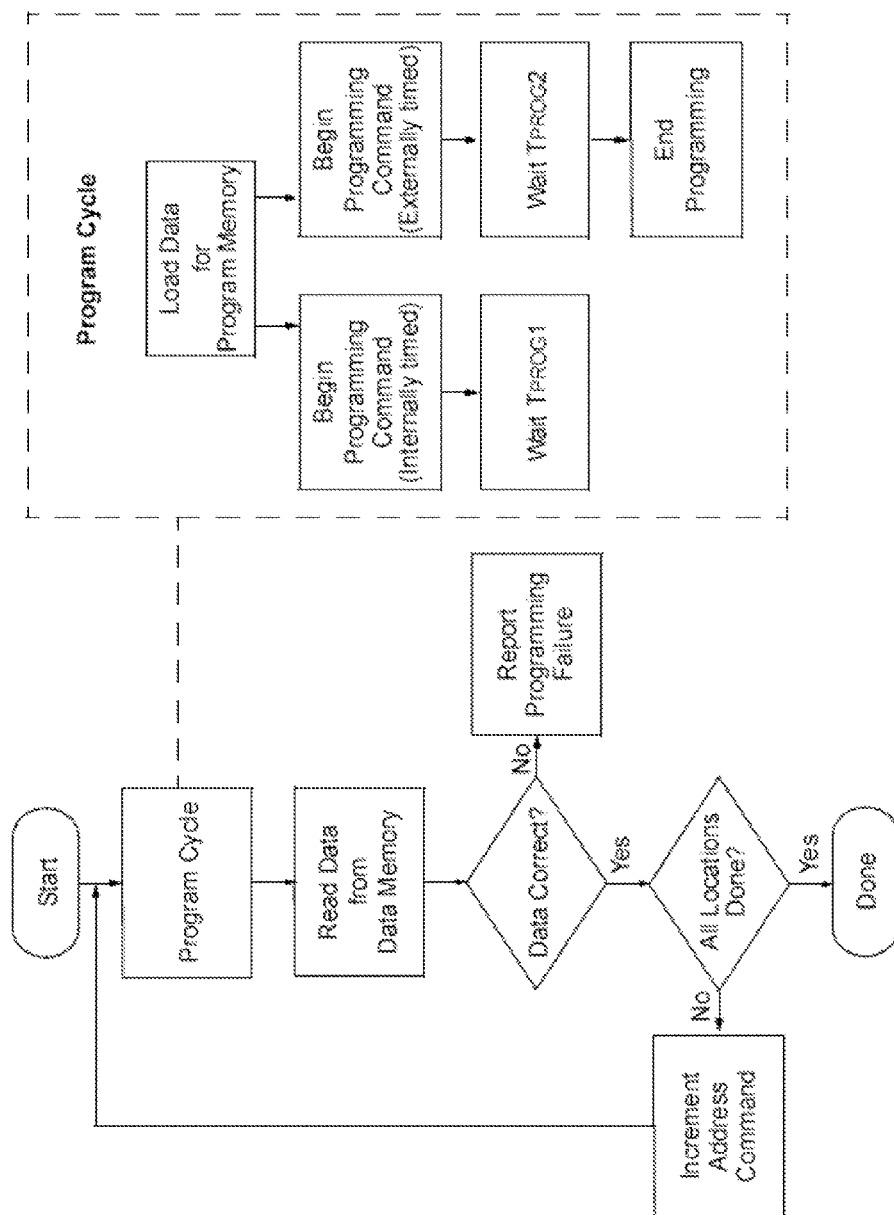 Start
Program Cycle
Read Data
from
Data Memory
Data Correct?
No
Report
Programming
Failure
Yes
All Locations
Done?
No
Increment
Address
Command
Yes
Done
Program Cycle
Load Data
for
Program Memory
Begin
Programming
Command
(Internally timed)
Wait TPROG1
Begin
Programming
Command
(Externally timed)
Wait TPROG2
End
Programming